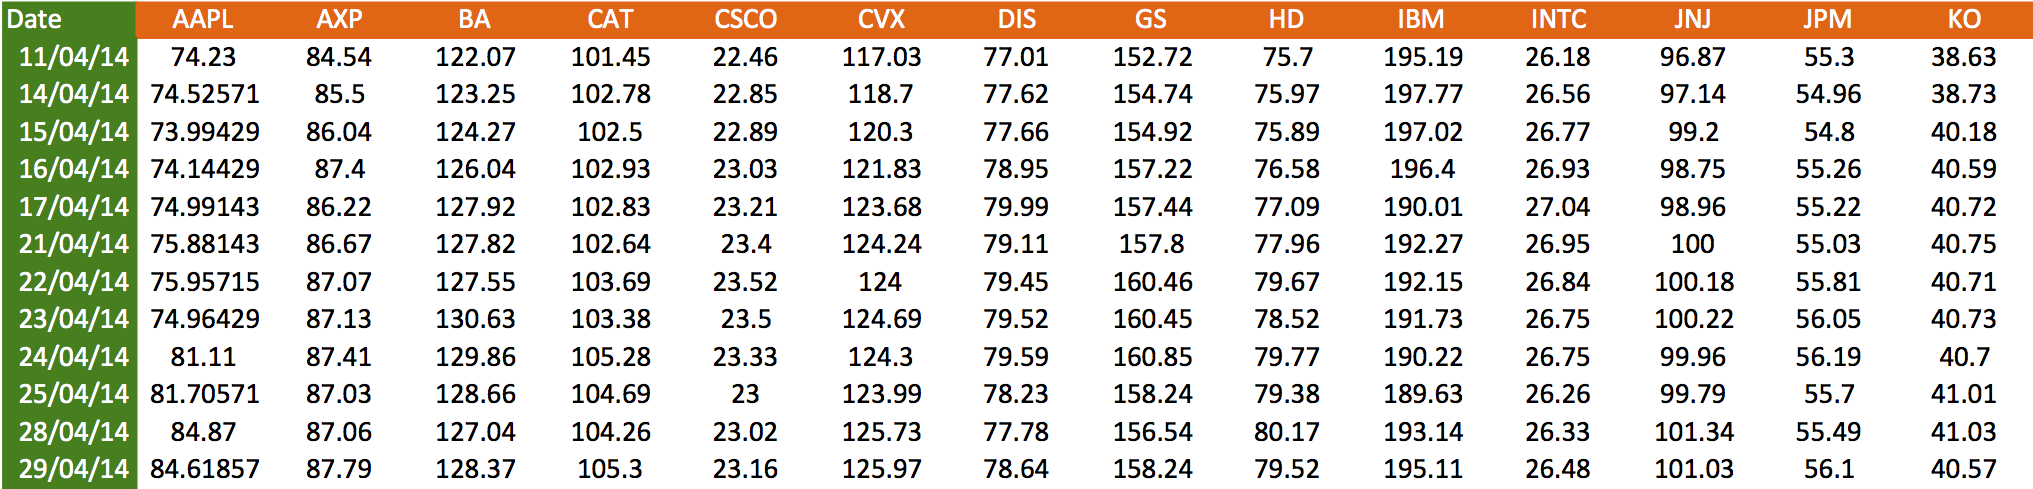 Date AAPL AXP BA CAT CSCO CVX DIS GS HD IBM INTC JNJ JPM KO
11/04/14 74.23 84.54 122.07 101.45 22.46 117.03 77.01 152.72 75.7 195.19 26.18 96.87 55.3 38.63
14/04/14 74.52571 85.5 123.25 102.78 22.85 118.7 77.62 154.74 75.97 197.77 26.56 97.14 54.96 38.73
15/04/14 73.99429 86.04 124.27 102.5 22.89 120.3 77.66 154.92 75.89 197.02 26.77 99.2 54.8 40.18
16/04/14 74.14429 87.4 126.04 102.93 23.03 121.83 78.95 157.22 76.58 196.4 26.93 98.75 55.26 40.59
17/04/14 74.99143 86.22 127.92 102.83 23.21 123.68 79.99 157.44 77.09 190.01 27.04 98.96 55.22 40.72
21/04/14 75.88143 86.67 127.82 102.64 23.4 124.24 79.11 157.8 77.96 192.27 26.95 100 55.03 40.75
22/04/14 75.95715 87.07 127.55 103.69 23.52 124 79.45 160.46 79.67 192.15 26.84 100.18 55.81 40.71
23/04/14 74.96429 87.13 130.63 103.38 23.5 124.69 79.52 160.45 78.52 191.73 26.75 100.22 56.05 40.73
24/04/14 81.11 87.41 129.86 105.28 23.33 124.3 79.59 160.85 79.77 190.22 26.75 99.96 56.19 40.7
25/04/14 81.70571 87.03 128.66 104.69 23 123.99 78.23 158.24 79.38 189.63 26.26 99.79 55.7 41.01
28/04/14 84.87 87.06 127.04 104.26 23.02 125.73 77.78 156.54 80.17 193.14 26.33 101.34 55.49 41.03
29/04/14 84.61857 87.79 128.37 105.3 23.16 125.97 78.64 158.24 79.52 195.11 26.48 101.03 56.1 40.57